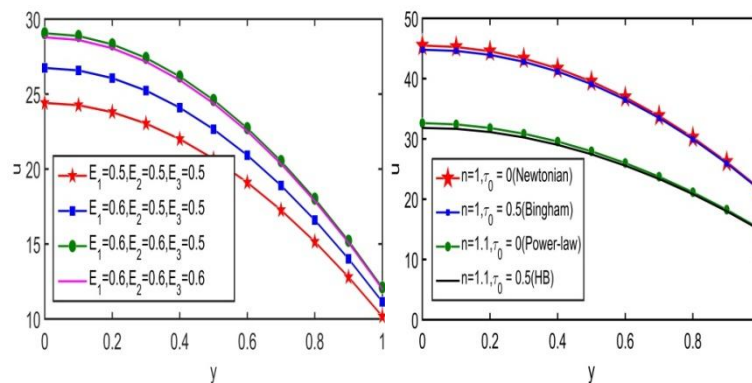 30
25
20
15
10
u
E₁=0.5,E₂=0.5,E₃=0.5
E₁=0.6,E₂=0.5,E₃=0.5
E₁=0.6,E₂=0.6,E₃=0.5
E₁=0.6,E₂=0.6,E₃=0.6
0 0.2 0.4 0.6 0.8 1
y
50
40
30
20
10
0
u
n=1,τ₀ = 0(Newtonian)
n=1,τ₀ = 0.5(Bingham)
n=1.1,τ₀ = 0(Power-law)
n=1.1,τ₀ = 0.5(HB)
0 0.2 0.4 0.6 0.8
y